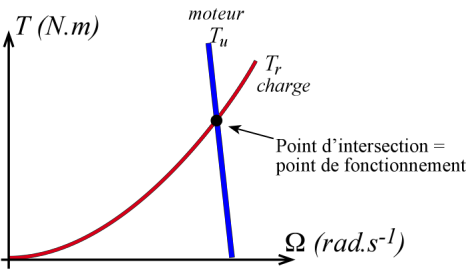 T (N.m)
moteur
Tu
Tr
charge
Point d'intersection =
point de fonctionnement
Ω (rad.s-1)